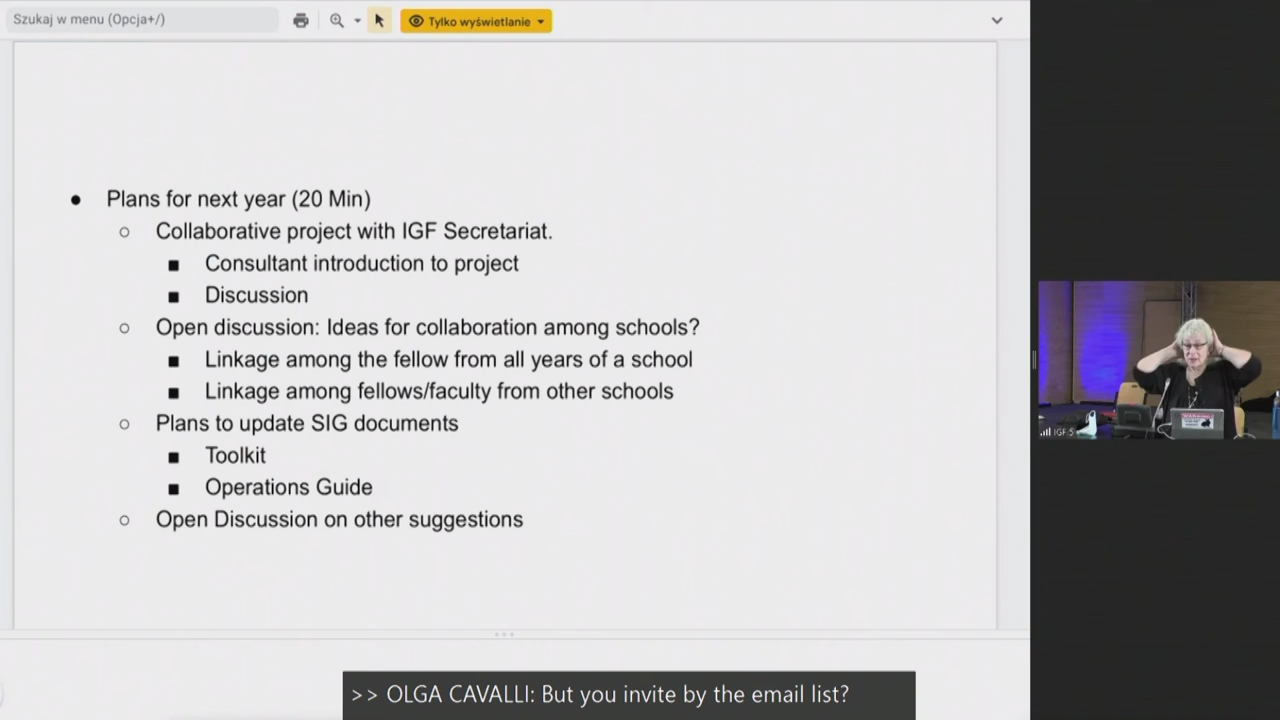 Szukaj w menu (Opcja+/)
Tylko wyświetlanie
● Plans for next year (20 Min)
○ Collaborative project with IGF Secretariat.
■ Consultant introduction to project
■ Discussion
○ Open discussion: Ideas for collaboration among schools?
■ Linkage among the fellow from all years of a school
■ Linkage among fellows/faculty from other schools
○ Plans to update SIG documents
■ Toolkit
■ Operations Guide
○ Open Discussion on other suggestions
IGF 5
>> OLGA CAVALLI: But you invite by the email list?